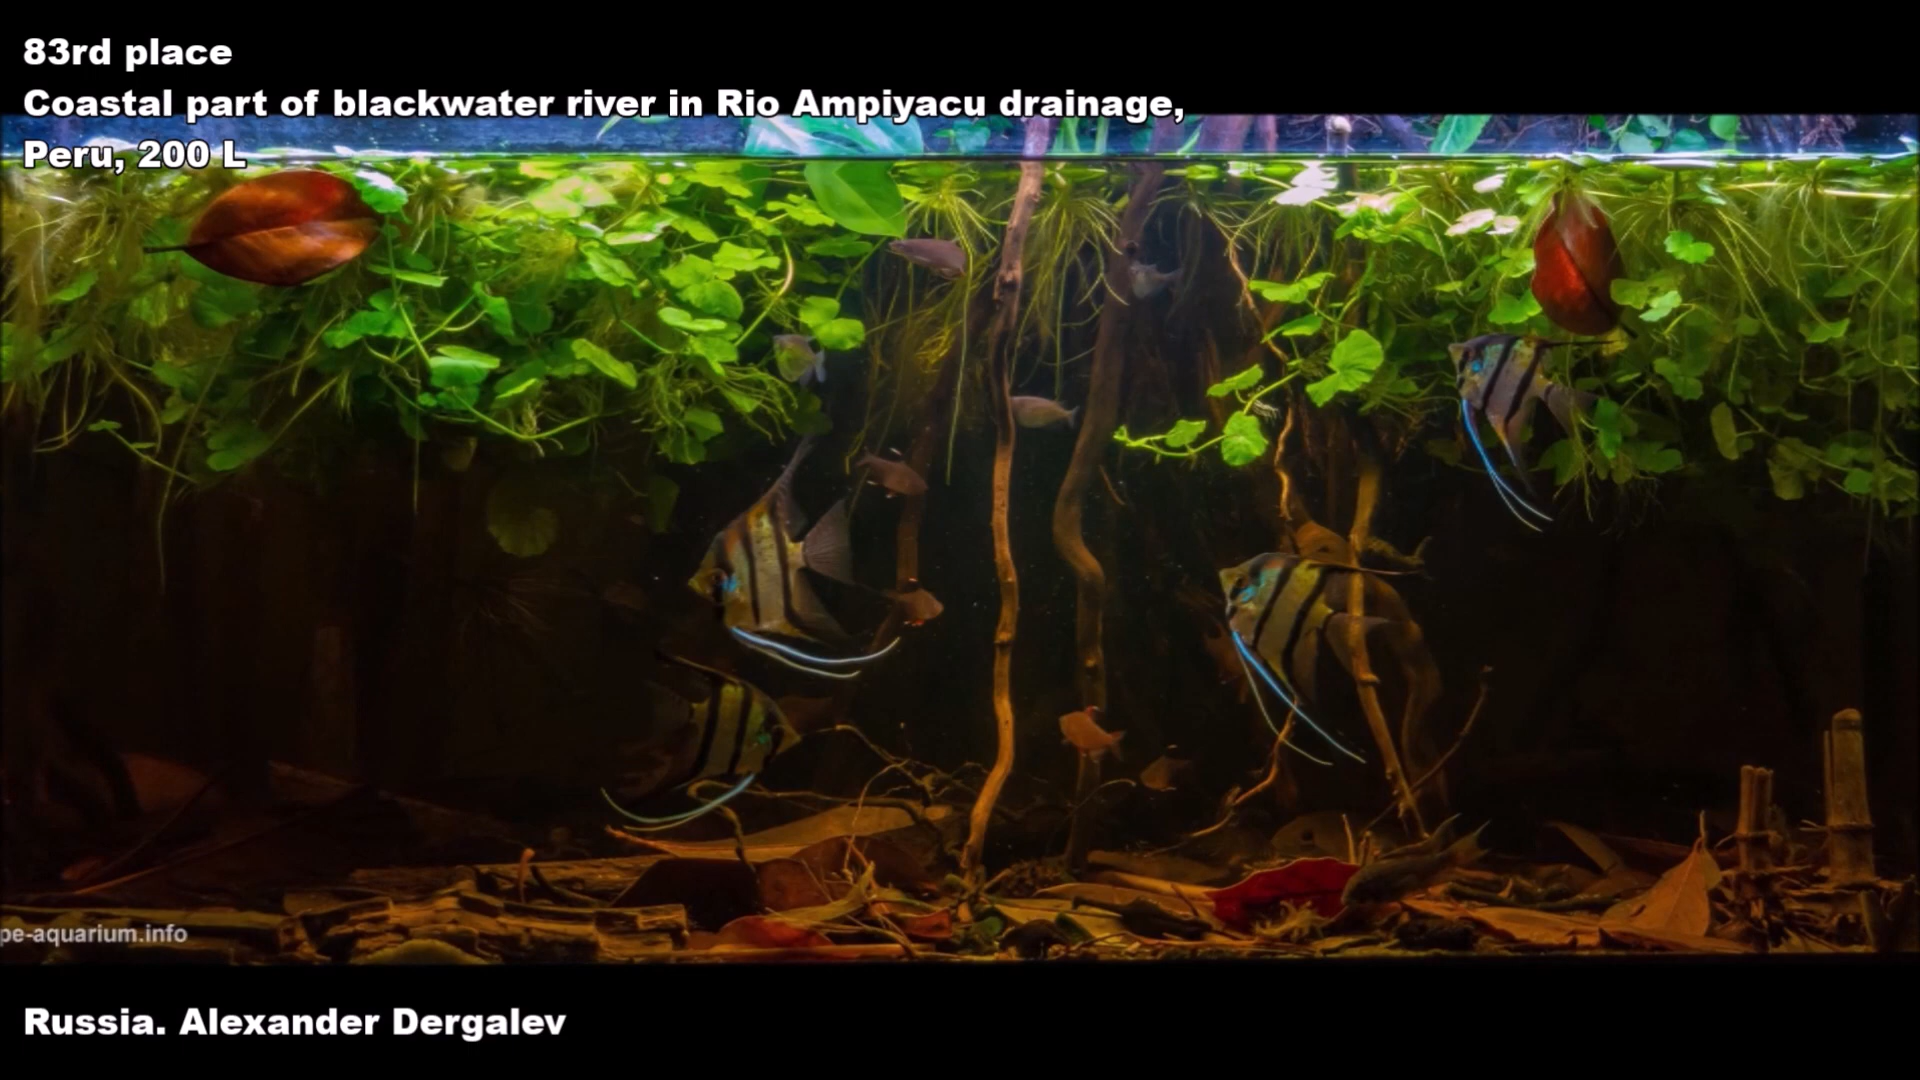 83rd place
Coastal part of blackwater river in Rio Ampiyacu drainage,
Peru, 200 L
pe-aquarium.info
Russia. Alexander Dergalev